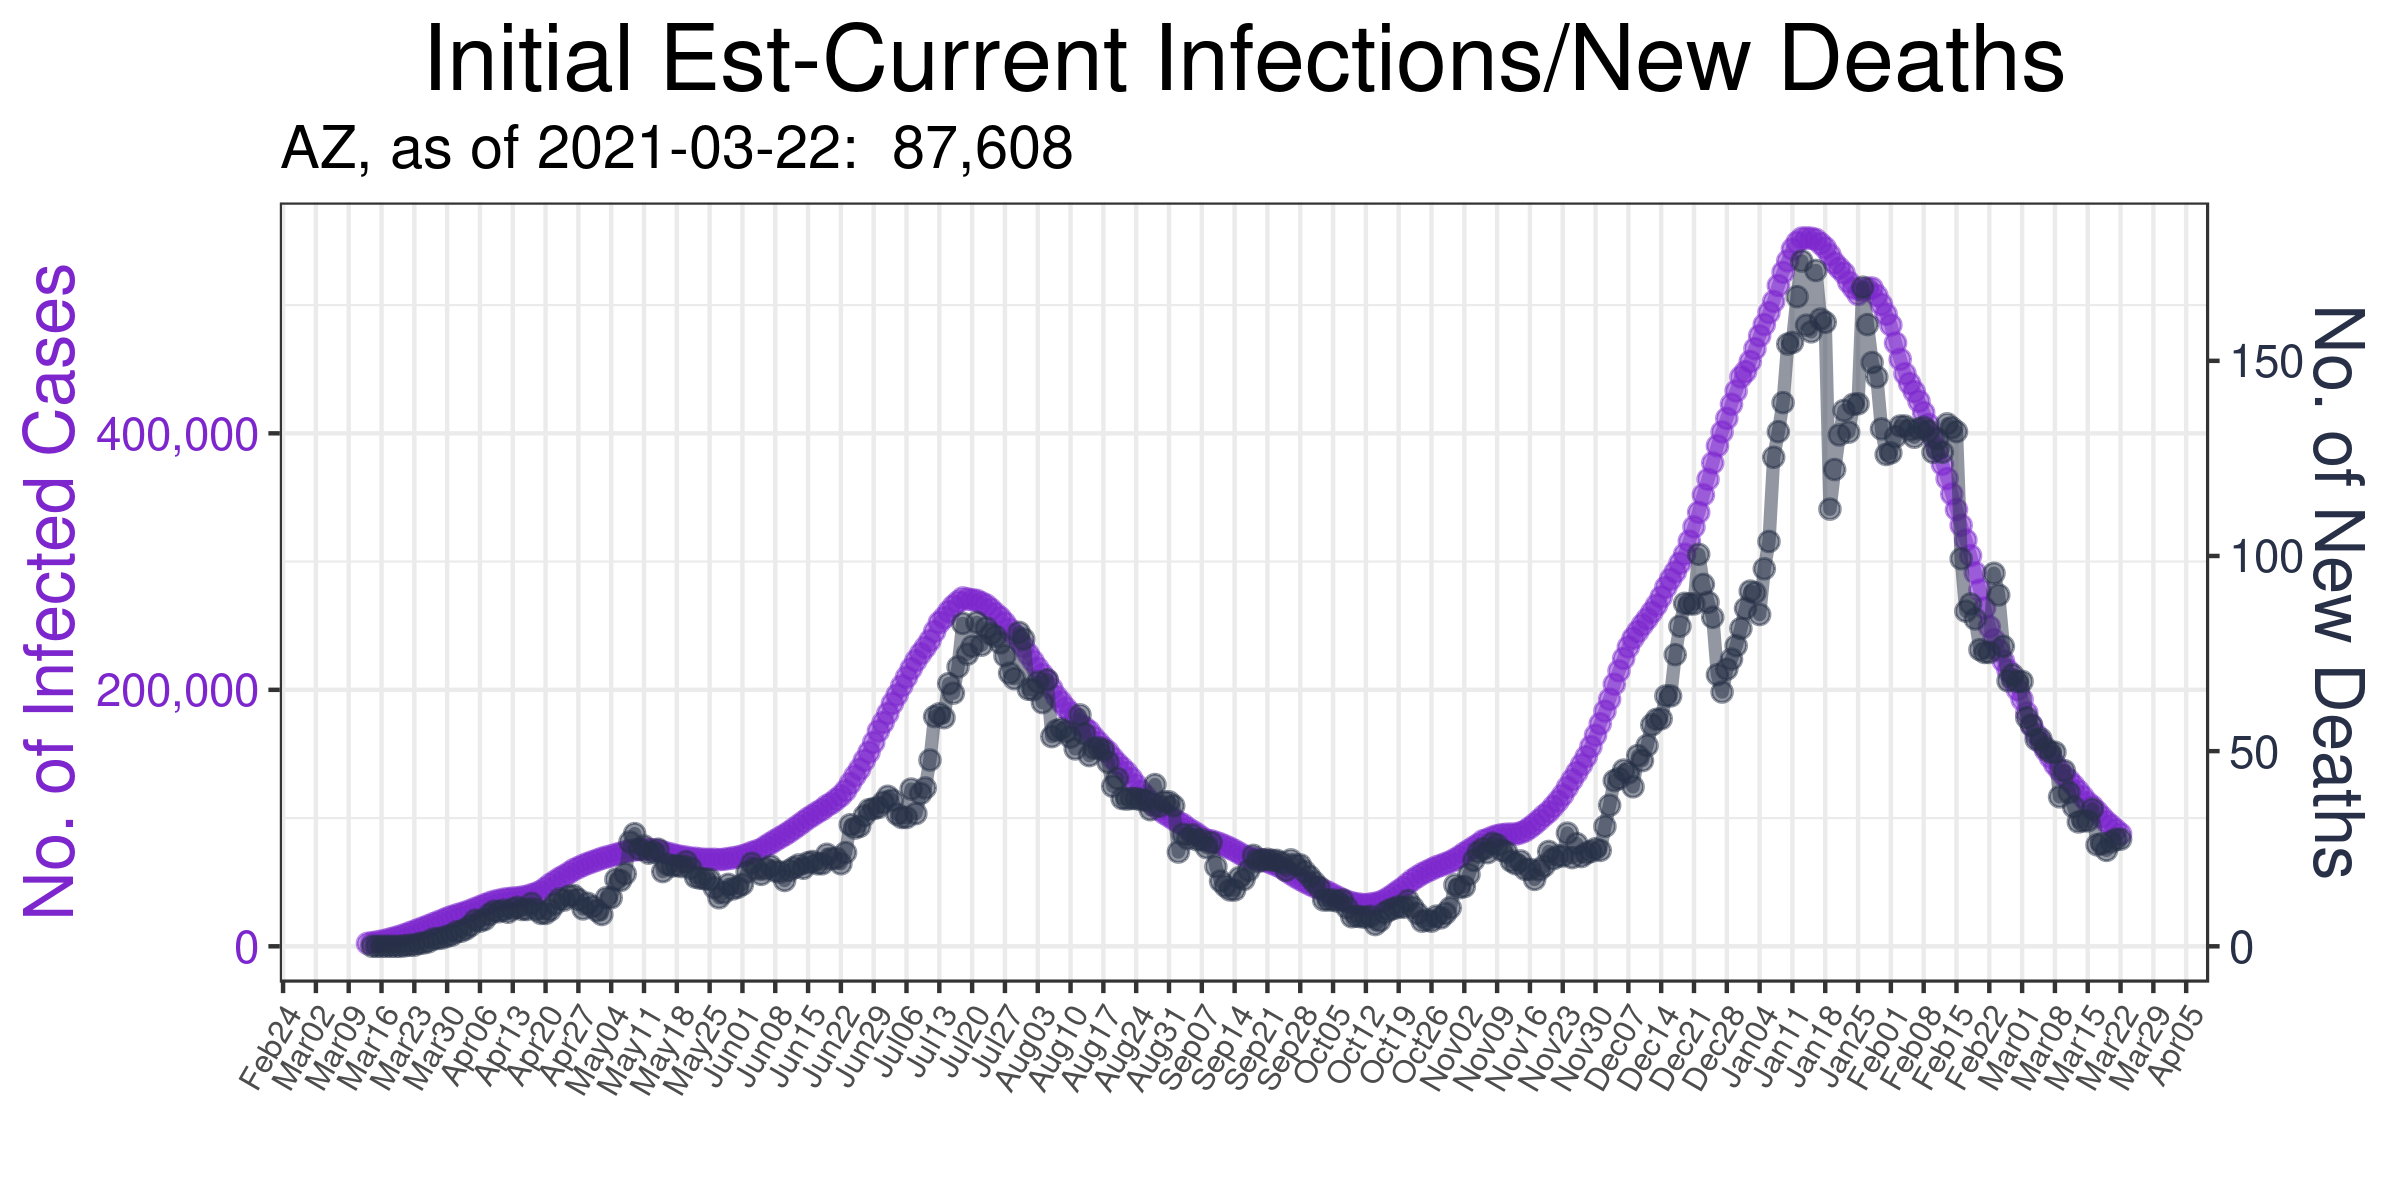 Initial Est-Current Infections/New Deaths
AZ, as of 2021-03-22:  87,608
No. of Infected Cases
400,000
200,000
0
150
100
50
0
No. of New Deaths
Feb24
Mar02
Mar09
Mar16
Mar23
Mar30
Apr06
Apr13
Apr20
Apr27
May04
May11
May18
May25
Jun01
Jun08
Jun15
Jun22
Jun29
Jul06
Jul13
Jul20
Jul27
Aug03
Aug10
Aug17
Aug24
Aug31
Sep07
Sep14
Sep21
Sep28
Oct05
Oct12
Oct19
Oct26
Nov02
Nov09
Nov16
Nov23
Nov30
Dec07
Dec14
Dec21
Dec28
Jan04
Jan11
Jan18
Jan25
Feb01
Feb08
Feb15
Feb22
Mar01
Mar08
Mar15
Mar22
Mar29
Apr05